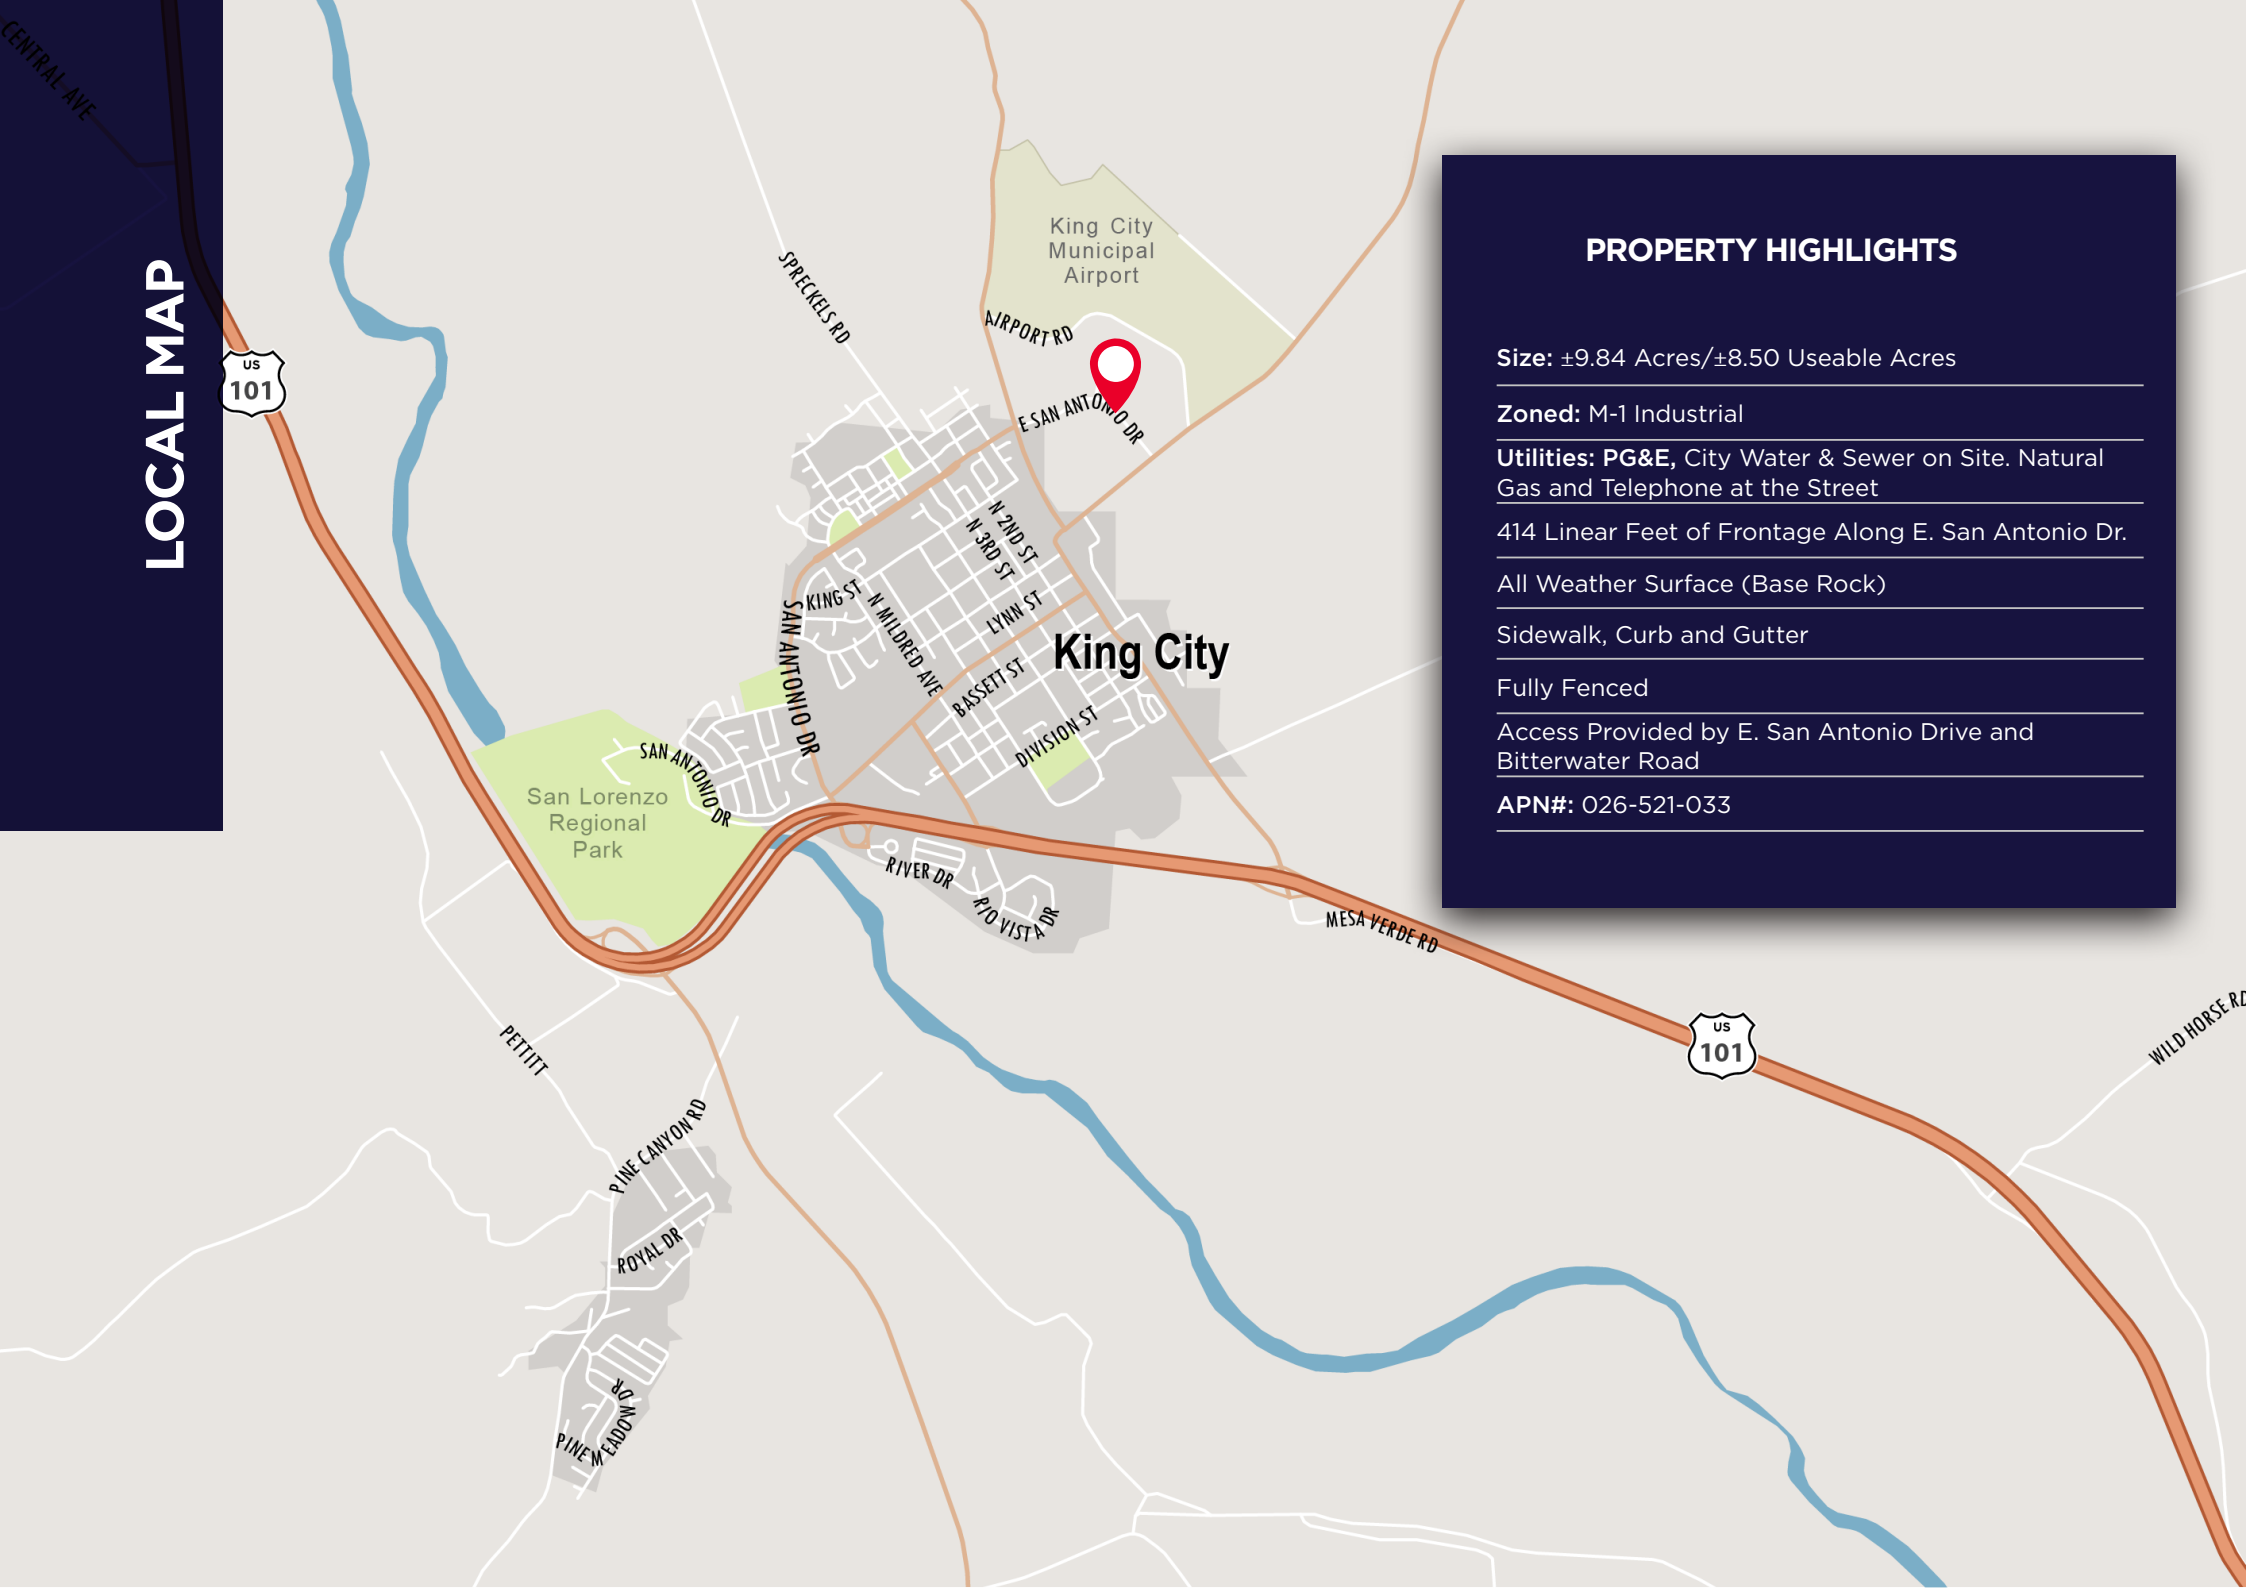 LOCAL MAP
CENTRAL AVE
US
101
SPRECKELS RD
King City
Municipal
Airport
AIRPORT RD
E SAN ANTONIO DR
N 2ND ST
N 3RD ST
KING ST
N MILDRED AVE
LYNN ST
SAN ANTONIO DR
King City
BASSETT ST
DIVISION ST
SAN ANTONIO DR
San Lorenzo
Regional
Park
RIVER DR
RIO VISTA DR
MESA VERDE RD
US
101
WILD HORSE RD
PETTITT
PINE CANYON RD
ROYAL DR
PINE MEADOW DR
PROPERTY HIGHLIGHTS
Size: ±9.84 Acres/±8.50 Useable Acres
Zoned: M-1 Industrial
Utilities: PG&E, City Water & Sewer on Site. Natural
Gas and Telephone at the Street
414 Linear Feet of Frontage Along E. San Antonio Dr.
All Weather Surface (Base Rock)
Sidewalk, Curb and Gutter
Fully Fenced
Access Provided by E. San Antonio Drive and
Bitterwater Road
APN#: 026-521-033